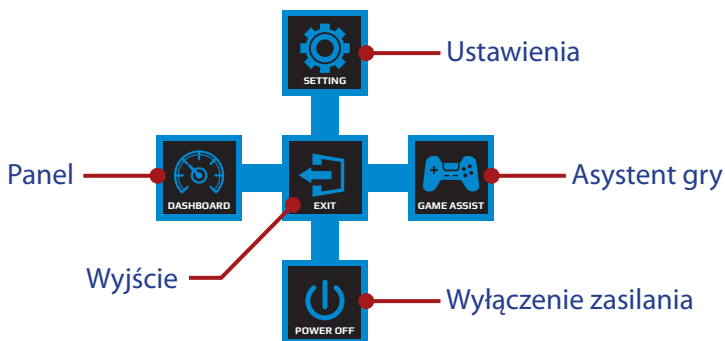 SETTING
Ustawienia
Panel
DASHBOARD
EXIT
GAME ASSIST
Asystent gry
Wyjście
POWER OFF
Wyłączenie zasilania